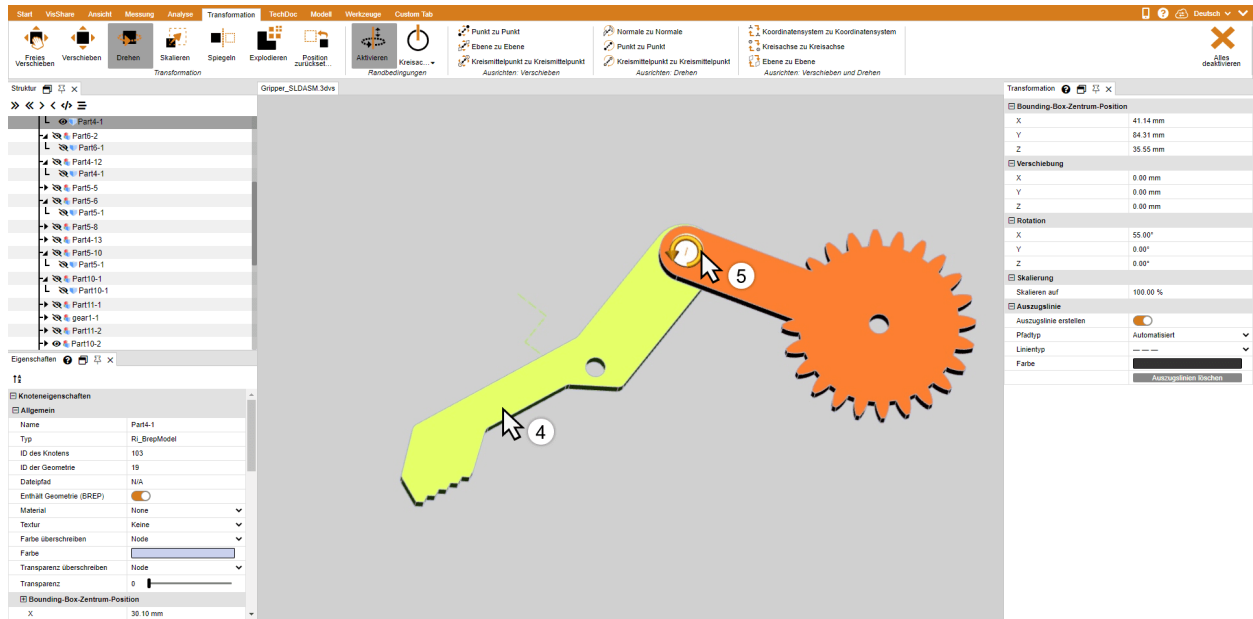 Start VisShare Ansicht Messung Analyse Transformation TechDoc Modell Werkzeuge Custom Tab Deutsch
Freies Verschieben
Verschieben
Drehen
Skalieren
Spiegeln
Explodieren
Position zurückset...
Transformation
Aktivieren
Kreisac...
Randbedingungen
Punkt zu Punkt
Ebene zu Ebene
Kreismittelpunkt zu Kreismittelpunkt
Ausrichten: Verschieben
Normale zu Normale
Punkt zu Punkt
Kreismittelpunkt zu Kreismittelpunkt
Ausrichten: Drehen
Koordinatensystem zu Koordinatensystem
Kreisachse zu Kreisachse
Ebene zu Ebene
Ausrichten: Verschieben und Drehen
Alles deaktivieren
Struktur
Part4-1
Part6-2
Part6-1
Part4-12
Part4-1
Part5-5
Part5-6
Part5-1
Part5-8
Part4-13
Part5-10
Part5-1
Part10-1
Part10-1
Part11-1
gear1-1
Part11-2
Part10-2
Eigenschaften
Knoteneigenschaften
Allgemein
Name Part4-1
Typ Ri_BrepModel
ID des Knotens 103
ID der Geometrie 19
Dateipfad N/A
Enthält Geometrie (BREP)
Material None
Textur Keine
Farbe überschreiben Node
Farbe
Transparenz überschreiben Node
Transparenz 0
Bounding-Box-Zentrum-Position
X 30.10 mm
Gripper_SLDASM.3dvs
4
5
Transformation
Bounding-Box-Zentrum-Position
X 41.14 mm
Y 84.31 mm
Z 35.55 mm
Verschiebung
X 0.00 mm
Y 0.00 mm
Z 0.00 mm
Rotation
X 55.00°
Y 0.00°
Z 0.00°
Skalierung
Skalieren auf 100.00 %
Auszugslinie
Auszugslinie erstellen
Pfadtyp Automatisiert
Linientyp
Farbe
Auszugslinien löschen